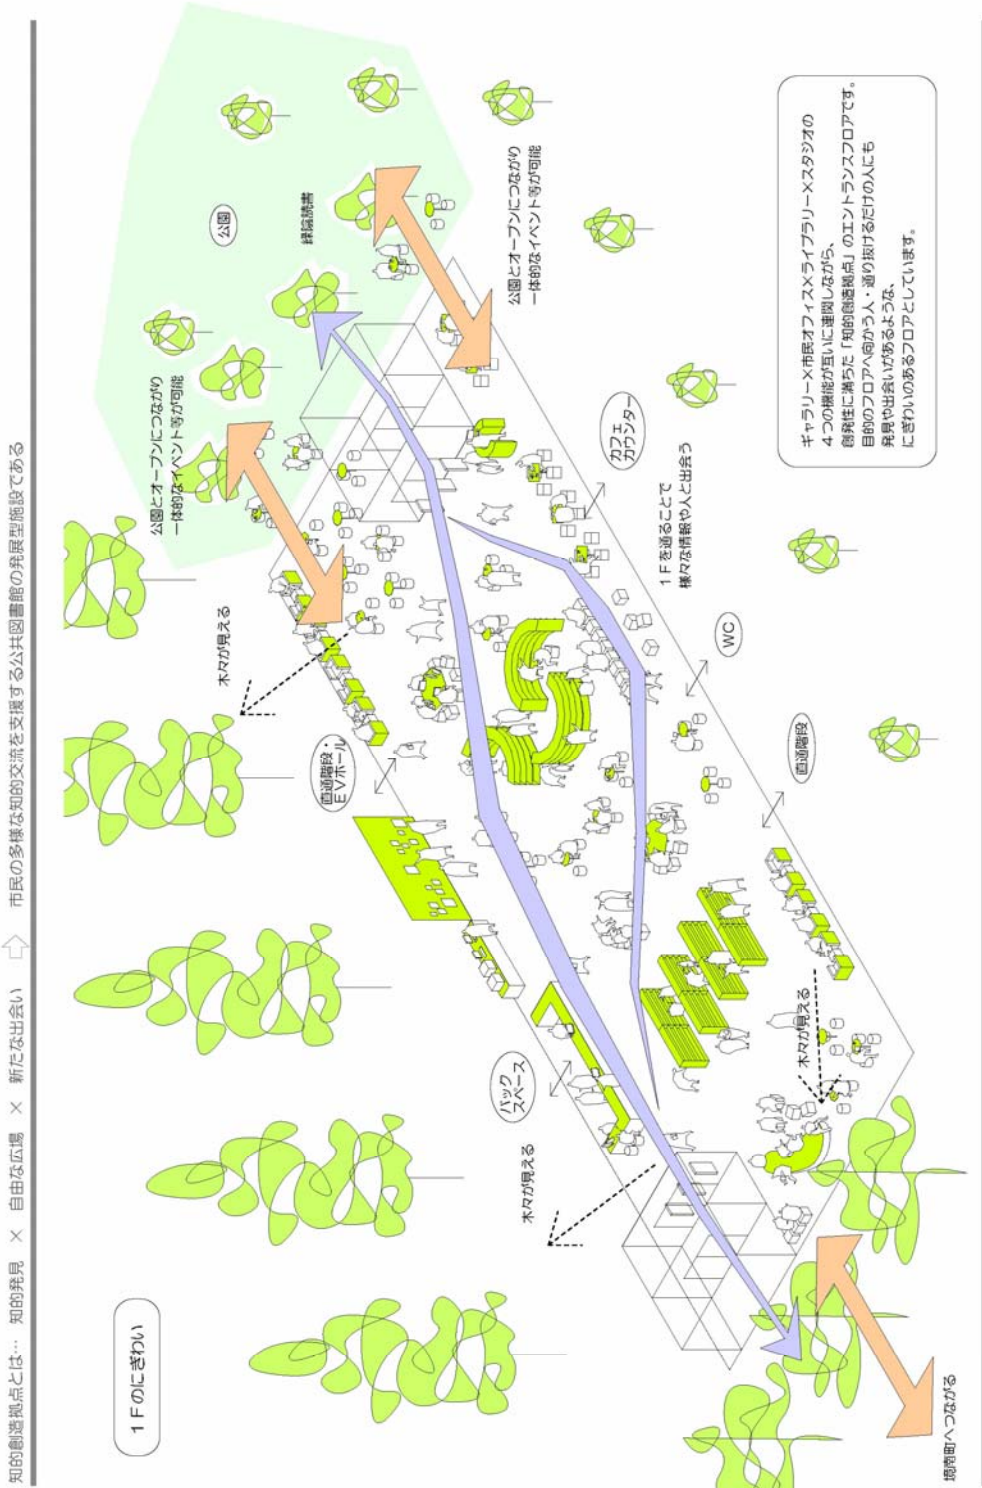 知的創造拠点とは… 知的発見 × 自由な広場 × 新たな出会い ⇨ 市民の多様な知的交流を支援する公共図書館の発展型施設である
1Fのにぎわい
公園
緑陰読書
公園とオープンにつながり
一体的なイベント等が可能
公園とオープンにつながり
一体的なイベント等が可能
木々が見える
直通階段・
EVホール
カフェ
カウンター
1Fを通ることで
様々な情報や人と出会う
WC
直通階段
バック
スペース
木々が見える
木々が見える
境南町へつながる
ギャラリー×市民オフィス×ライブラリー×スタジオの
4つの機能が互いに連関しながら、
創発性に満ちた「知的創造拠点」のエントランスフロアです。
目的のフロアへ向かう人・通り抜けるだけの人にも
発見や出会いがあるような、
にぎわいのあるフロアとしています。